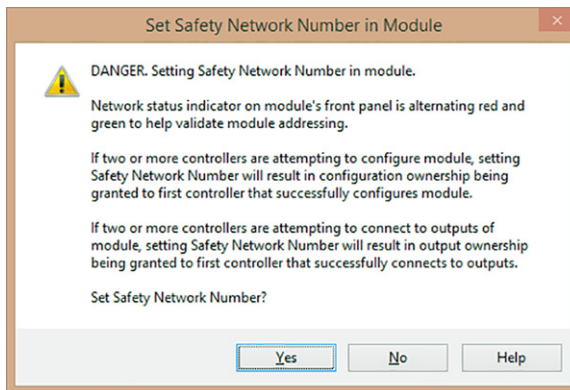 Set Safety Network Number in Module
DANGER. Setting Safety Network Number in module.
Network status indicator on module's front panel is alternating red and
green to help validate module addressing.
If two or more controllers are attempting to configure module, setting
Safety Network Number will result in configuration ownership being
granted to first controller that successfully configures module.
If two or more controllers are attempting to connect to outputs of
module, setting Safety Network Number will result in output ownership
being granted to first controller that successfully connects to outputs.
Set Safety Network Number?
Yes No Help